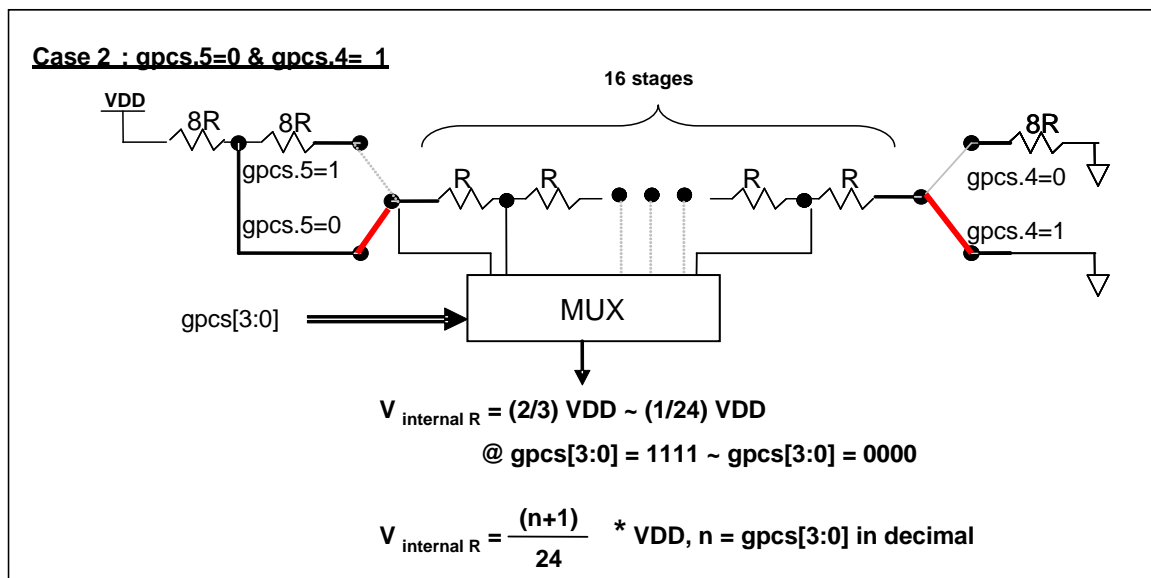 Case 2 : gpcs.5=0 & gpcs.4= 1
16 stages
VDD
8R 8R 8R
gpcs.5=1
R R R R
gpcs.4=0
gpcs.5=0
gpcs.4=1
MUX
gpcs[3:0]
V internal R = (2/3) VDD ~ (1/24) VDD
@ gpcs[3:0] = 1111 ~ gpcs[3:0] = 0000
V internal R = (n+1) / 24 * VDD, n = gpcs[3:0] in decimal